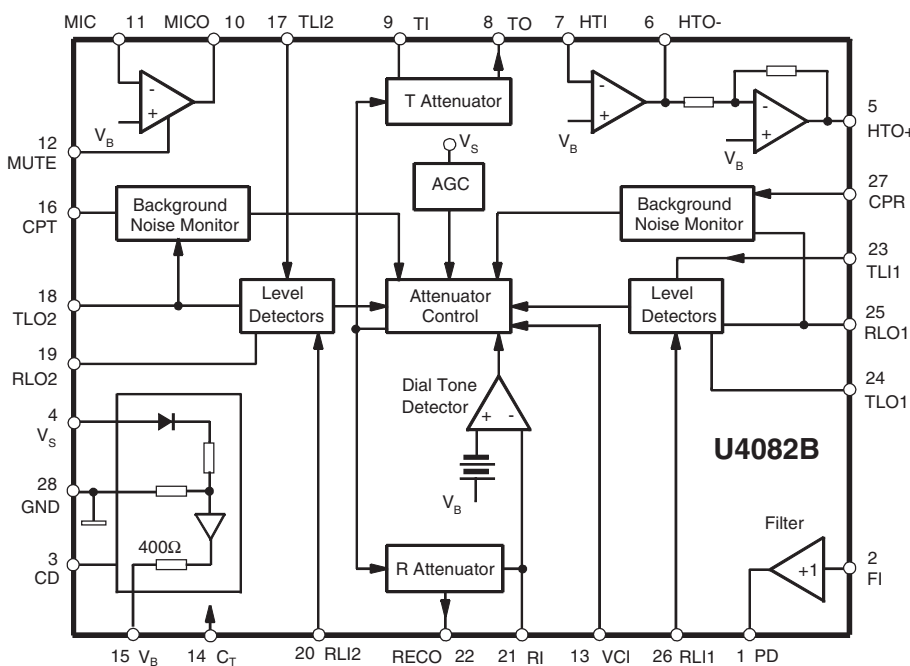 MIC 11 MICO 10 17 TLI2 9 TI 8 TO 7 HTI 6 HTO-
T Attenuator
- + V_B
- + V_B
- + V_B
5
HTO+
12
MUTE
V_S
AGC
27
CPR
16
CPT
Background
Noise Monitor
Background
Noise Monitor
23
TLI1
18
TLO2
Level
Detectors
Attenuator
Control
Level
Detectors
25
RLO1
19
RLO2
24
TLO1
Dial Tone
Detector
+ -
V_B
4
V_S
U4082B
28
GND
400Ω
3
CD
R Attenuator
Filter
+1
2
FI
15 V_B 14 C_T 20 RLI2 RECO 22 21 RI 13 VCI 26 RLI1 1 PD